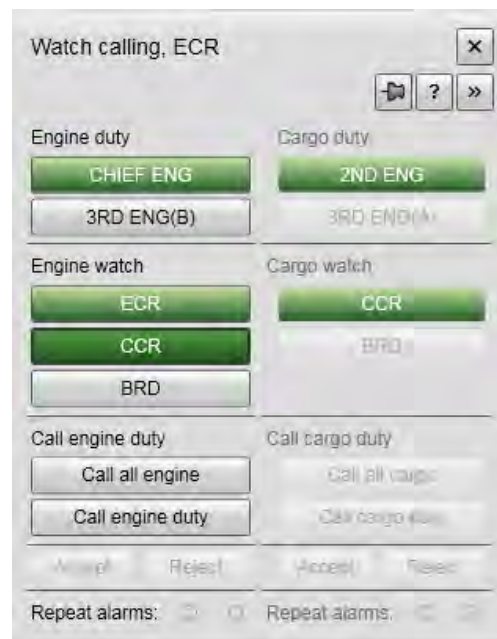 Watch calling, ECR
×
? »
Engine duty Cargo duty
CHIEF ENG 2ND ENG
3RD ENG(B) 3RD ENG(A)
Engine watch Cargo watch
ECR CCR
CCR BRD
BRD
Call engine duty Call cargo duty
Call all engine Call all cargo
Call engine duty Call cargo duty
Accept Reject Accept Reject
Repeat alarms: Repeat alarms: